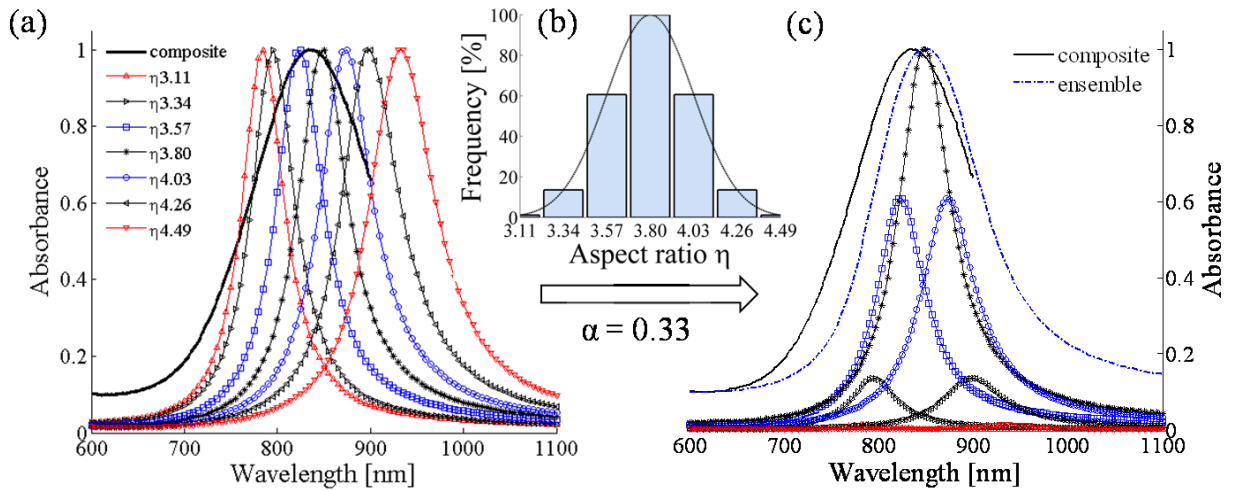 (a)
composite
η3.11
η3.34
η3.57
η3.80
η4.03
η4.26
η4.49
1
0.8
0.6
0.4
0.2
0
Absorbance
600 700 800 900 1000 1100
Wavelength [nm]
(b)
100
80
60
40
20
0
Frequency [%]
3.11 3.34 3.57 3.80 4.03 4.26 4.49
Aspect ratio η
α = 0.33
(c)
composite
ensemble
1
0.8
0.6
0.4
0.2
0
Absorbance
600 700 800 900 1000 1100
Wavelength [nm]